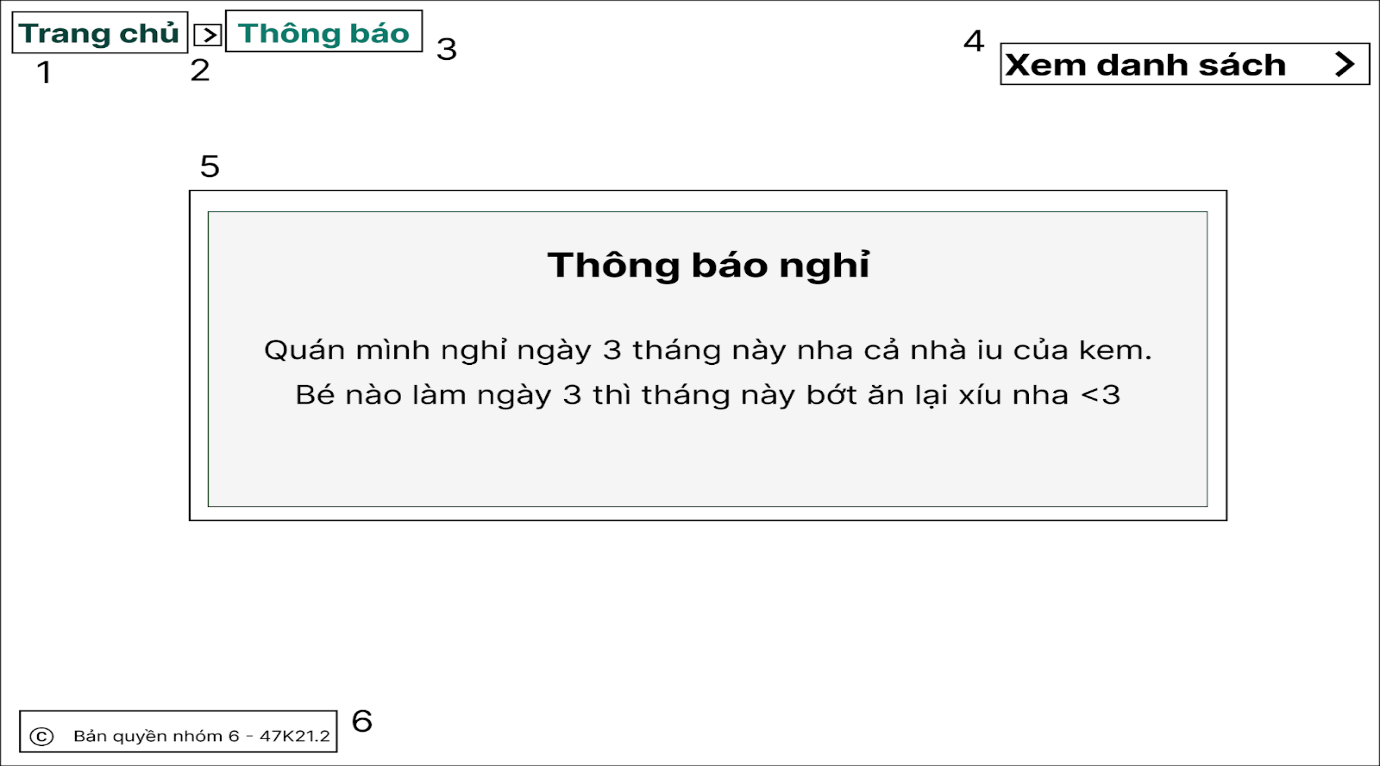 Trang chủ > Thông báo
1
2
3
4
Xem danh sách >
5
Thông báo nghỉ
Quán mình nghỉ ngày 3 tháng này nha cả nhà iu của kem.
Bé nào làm ngày 3 thì tháng này bớt ăn lại xíu nha <3
© Bản quyền nhóm 6 - 47K21.2
6